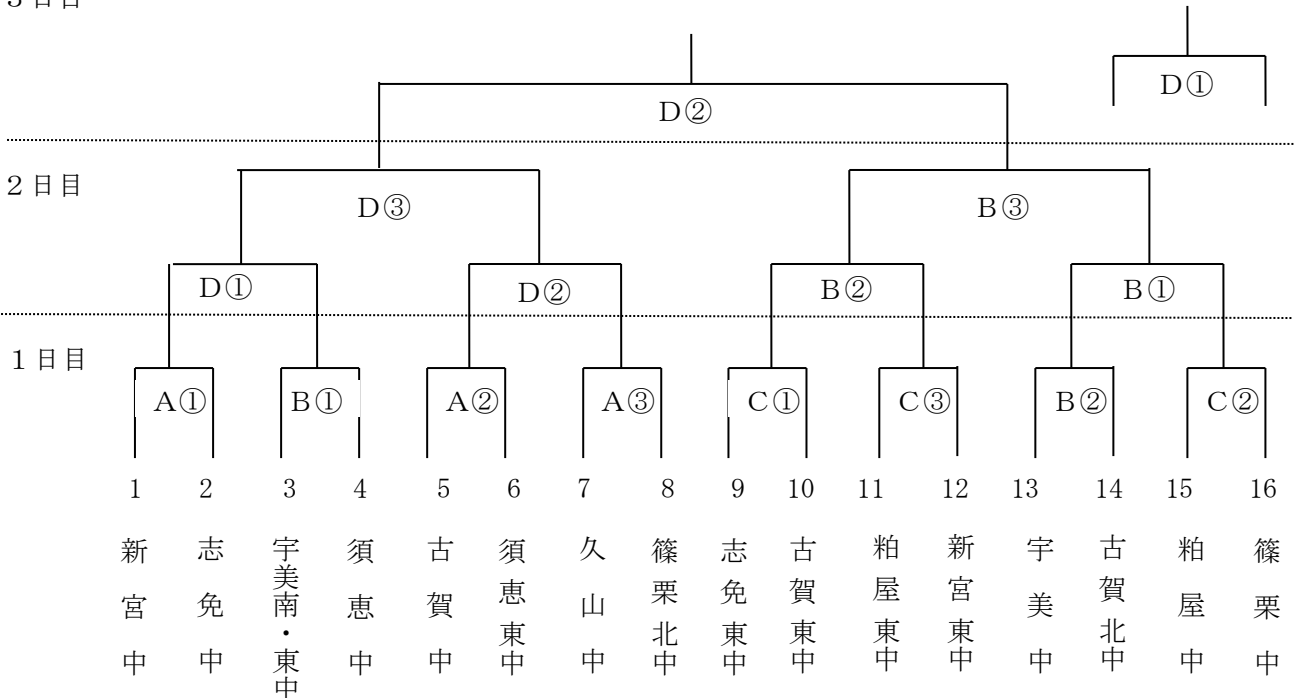 3日目
D①
D②
2日目
D③ B③
D① D② B② B①
1日目
A① B① A② A③ C① C③ B② C②
1 2 3 4 5 6 7 8 9 10 11 12 13 14 15 16
新宮中
志免中
宇美南・東中
須恵中
古賀中
須恵東中
久山中
篠栗北中
志免東中
古賀東中
粕屋東中
新宮東中
宇美中
古賀北中
粕屋中
篠栗中